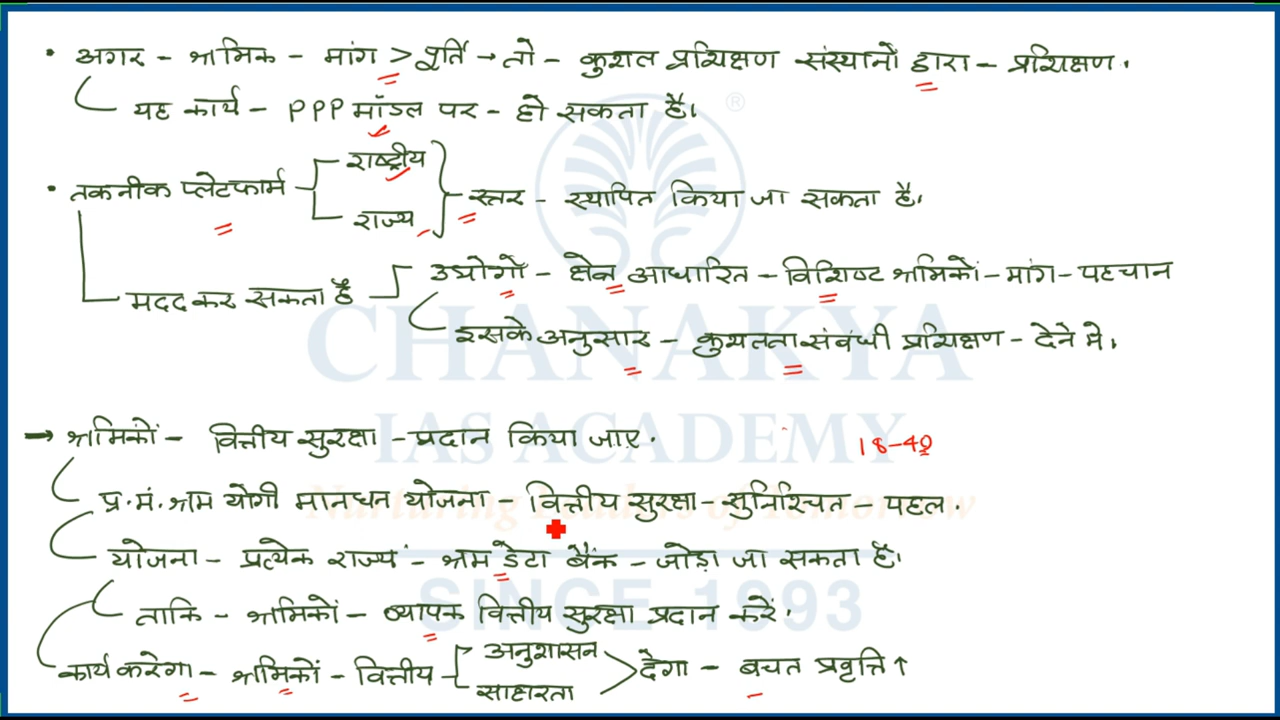 • अगर - श्रमिक - मांग > पूर्ति → तो - कुशल प्रशिक्षण संस्थानों द्वारा - प्रशिक्षण.
यह कार्य - PPP मॉडल पर - हो सकता है।
राष्ट्रीय
• तकनीक प्लेटफार्म
स्तर - स्थापित किया जा सकता है.
राज्य
उद्योगों - क्षेत्र आधारित - विशिष्ट श्रमिकों - मांग - पहचान
मदद कर सकता है
इसके अनुसार - कुशलता संबंधी प्रशिक्षण - देने मे.
→ श्रमिकों - वित्तीय सुरक्षा - प्रदान किया जाए.
18-40
प्र.मं. श्रम योगी मानधन योजना - वित्तीय सुरक्षा - सुनिश्चित - पहल.
योजना - प्रत्येक राज्य - श्रम डेटा बैंक - जोड़ा जा सकता है.
ताकि - श्रमिकों - व्यापक वित्तीय सुरक्षा प्रदान करें.
अनुशासन
कार्य करेगा - श्रमिकों - वित्तीय
देगा - बचत प्रवृत्ति ↑
साक्षरता
CHANAKYA
IAS ACADEMY
Nurturing Leaders of Tomorrow
SINCE 1993
®